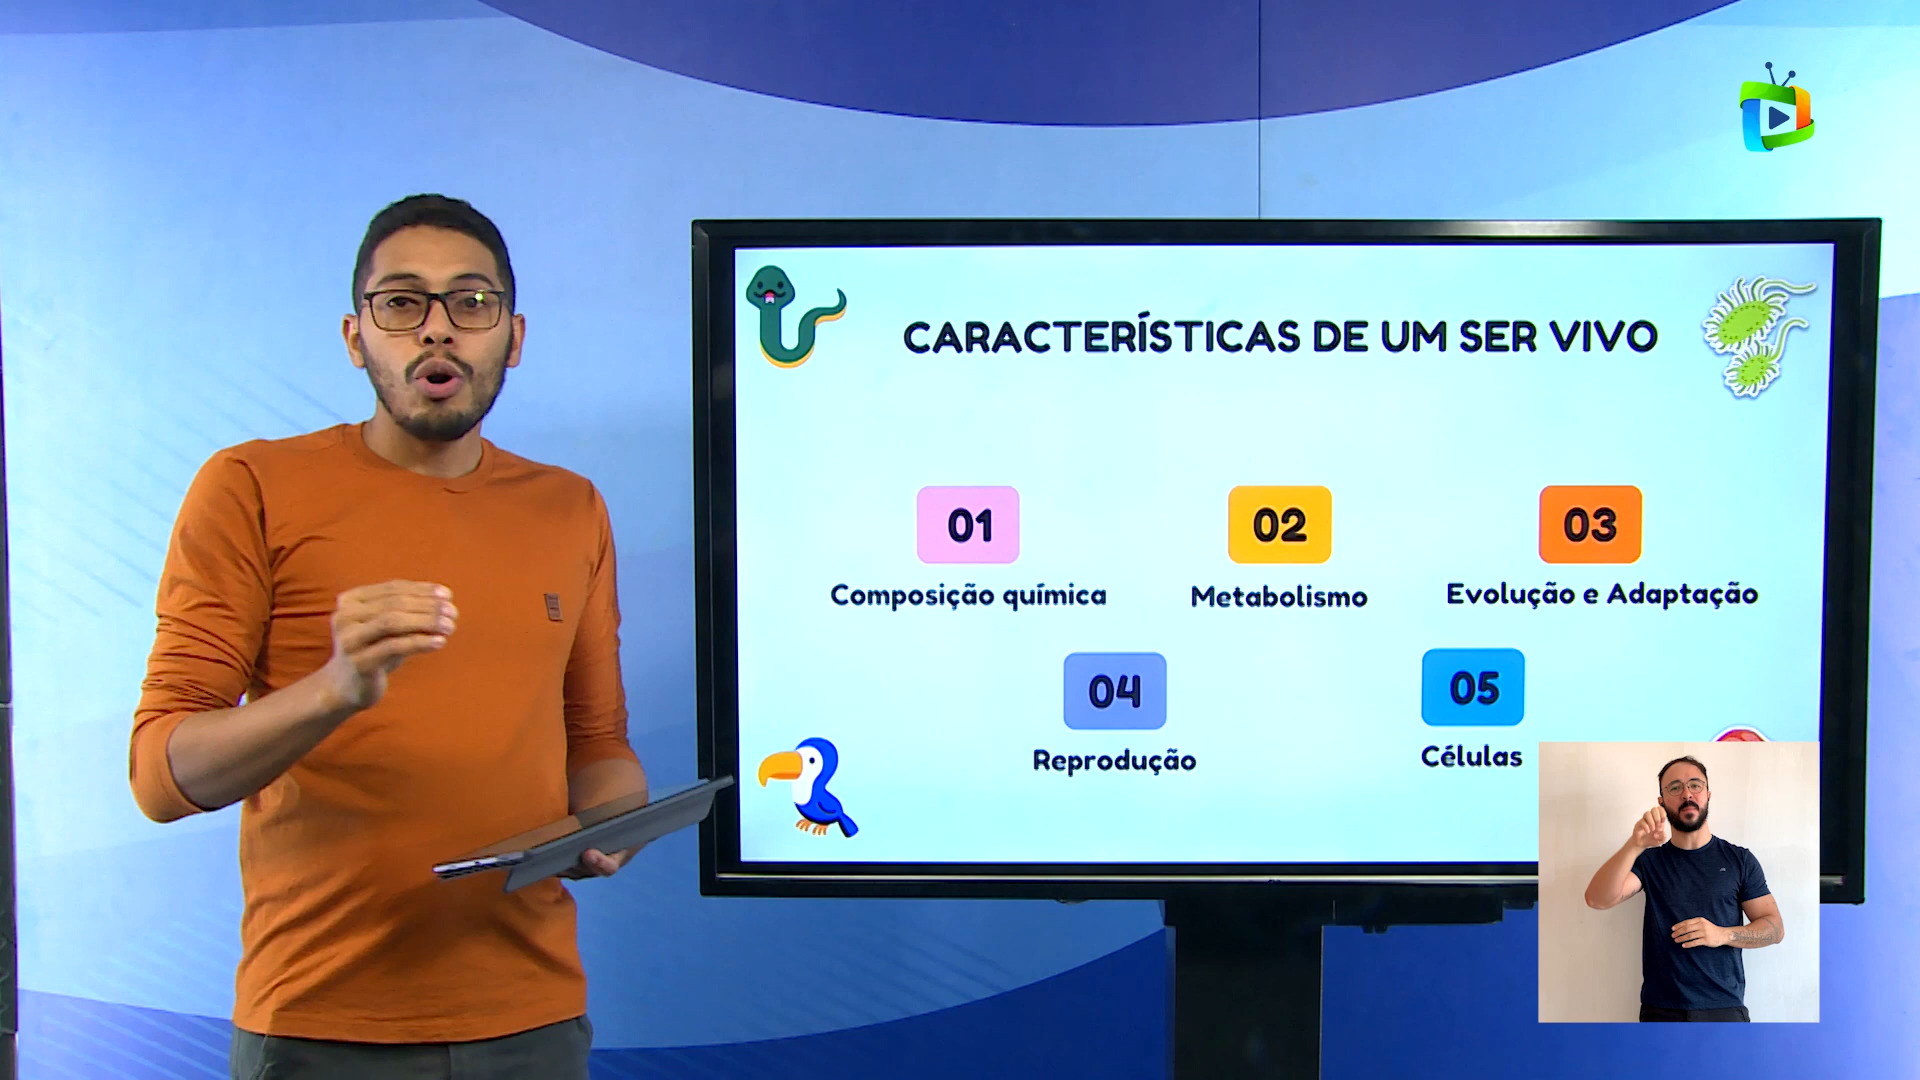 CARACTERÍSTICAS DE UM SER VIVO
01
02
03
Composição química
Metabolismo
Evolução e Adaptação
04
05
Reprodução
Células